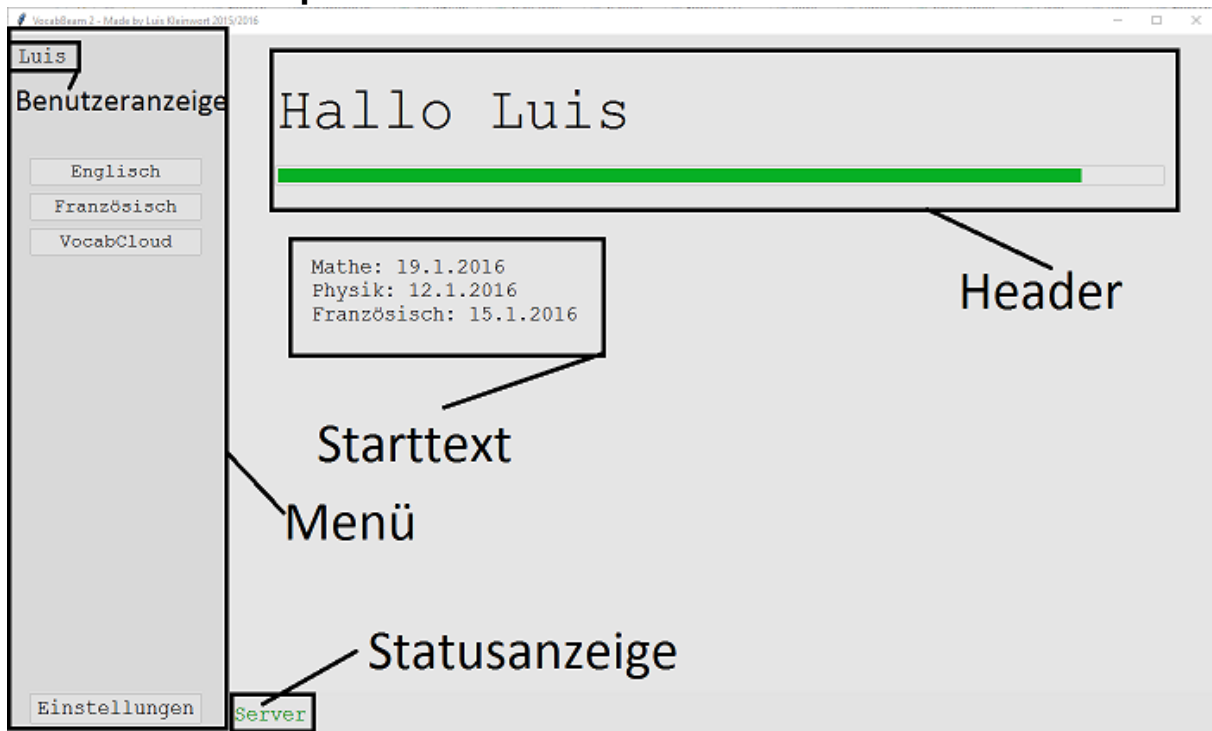 VocabBeam 2 - Made by Luis Kleinwort 2015/2016
Luis
Benutzeranzeige
Englisch
Französisch
VocabCloud
Einstellungen
Hallo Luis
Header
Mathe: 19.1.2016
Physik: 12.1.2016
Französisch: 15.1.2016
Starttext
Menü
Statusanzeige
Server